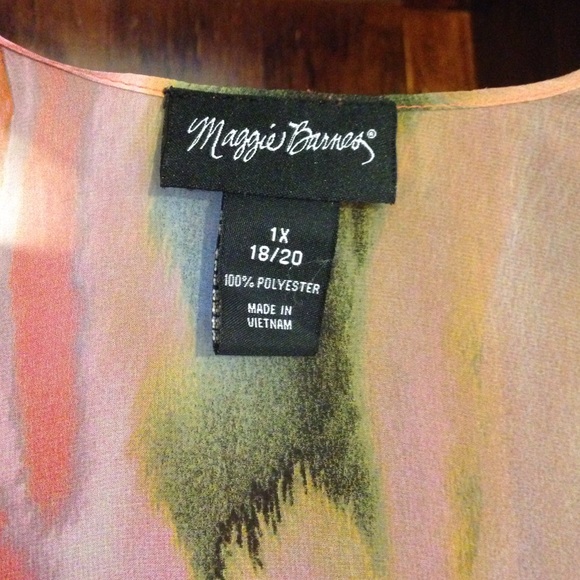 Maggie Barnes®
1X
18/20
100% POLYESTER
MADE IN
VIETNAM